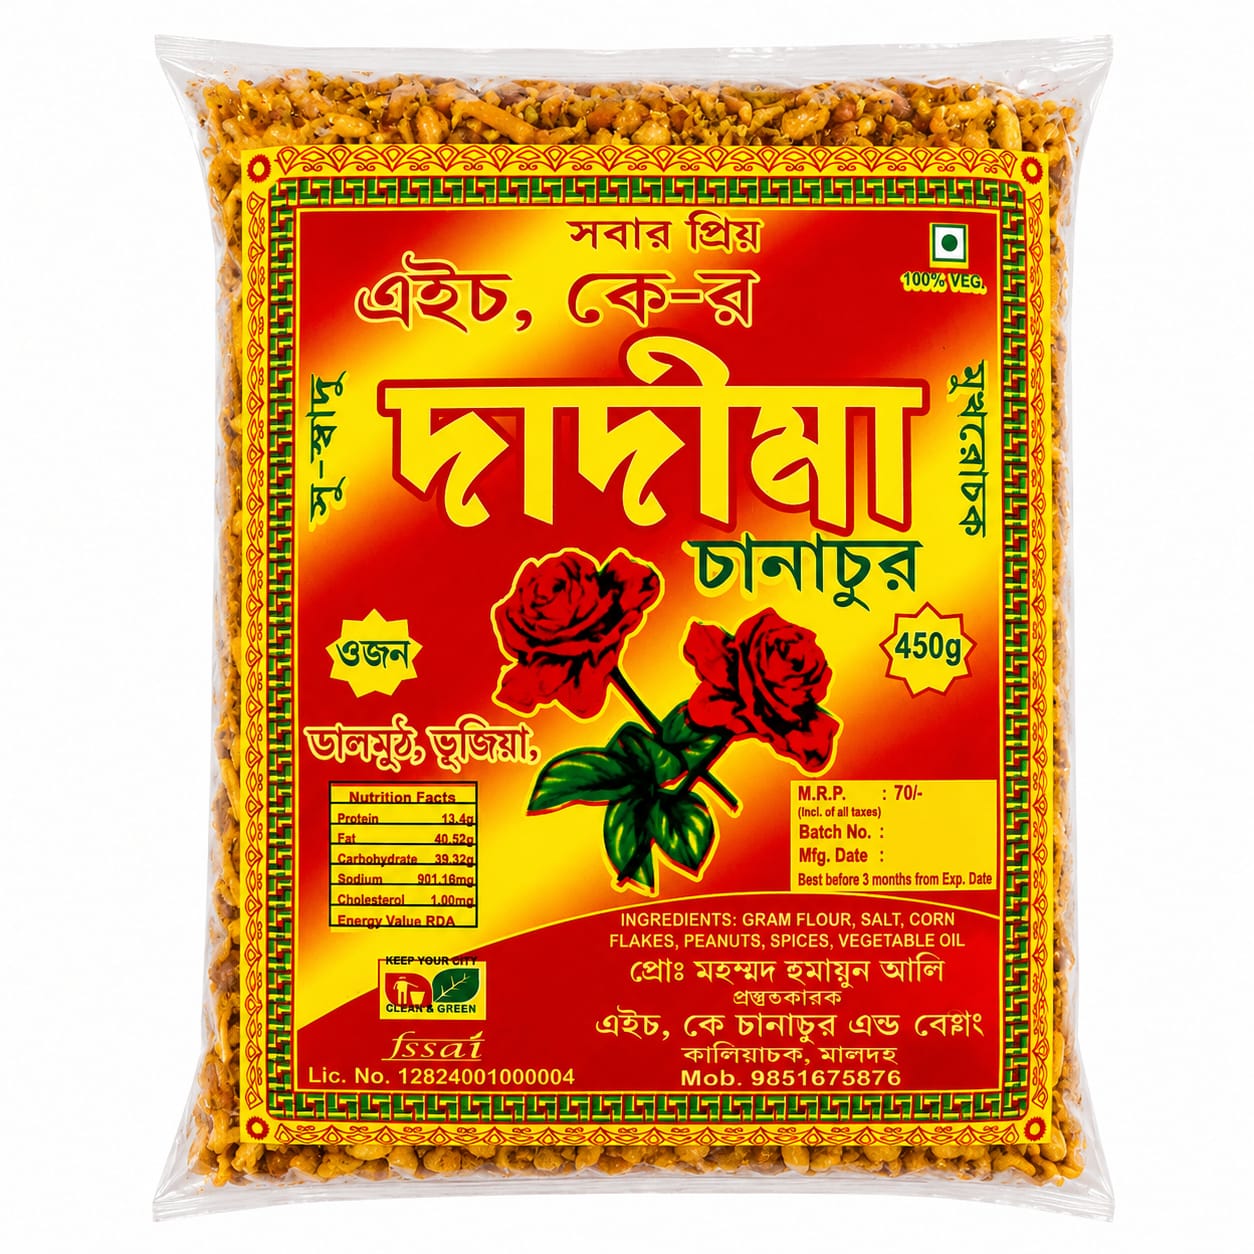 সবার প্রিয়
100% VEG.
এইচ, কে-র
দাদীমা
চানাচুর
সু-স্বাদু
মুখরোচক
ওজন
450g
ডালমুঠ, ভূজিয়া,
Nutrition Facts
Protein 13.4g
Fat 40.52g
Carbohydrate 39.32g
Sodium 901.16mg
Cholesterol 1.00mg
Energy Value RDA
M.R.P. : 70/-
(Incl. of all taxes)
Batch No. :
Mfg. Date :
Best before 3 months from Exp. Date
INGREDIENTS: GRAM FLOUR, SALT, CORN
FLAKES, PEANUTS, SPICES, VEGETABLE OIL
প্রোঃ মহম্মদ হুমায়ুন আলি
প্রস্তুতকারক
এইচ, কে চানাচুর এন্ড
কালিয়াচক, মালদহ
Mob. 9851675876
KEEP YOUR CITY
CLEAN & GREEN
fssai
Lic. No. 12824001000004